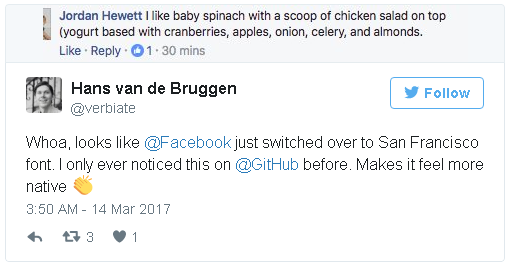 Jordan Hewett I like baby spinach with a scoop of chicken salad on top
(yogurt based with cranberries, apples, onion, celery, and almonds.
Like · Reply · 1 · 30 mins
Hans van de Bruggen
@verbiate
Follow
Whoa, looks like @Facebook just switched over to San Francisco
font. I only ever noticed this on @GitHub before. Makes it feel more
native 👏
3:50 AM - 14 Mar 2017
3 1